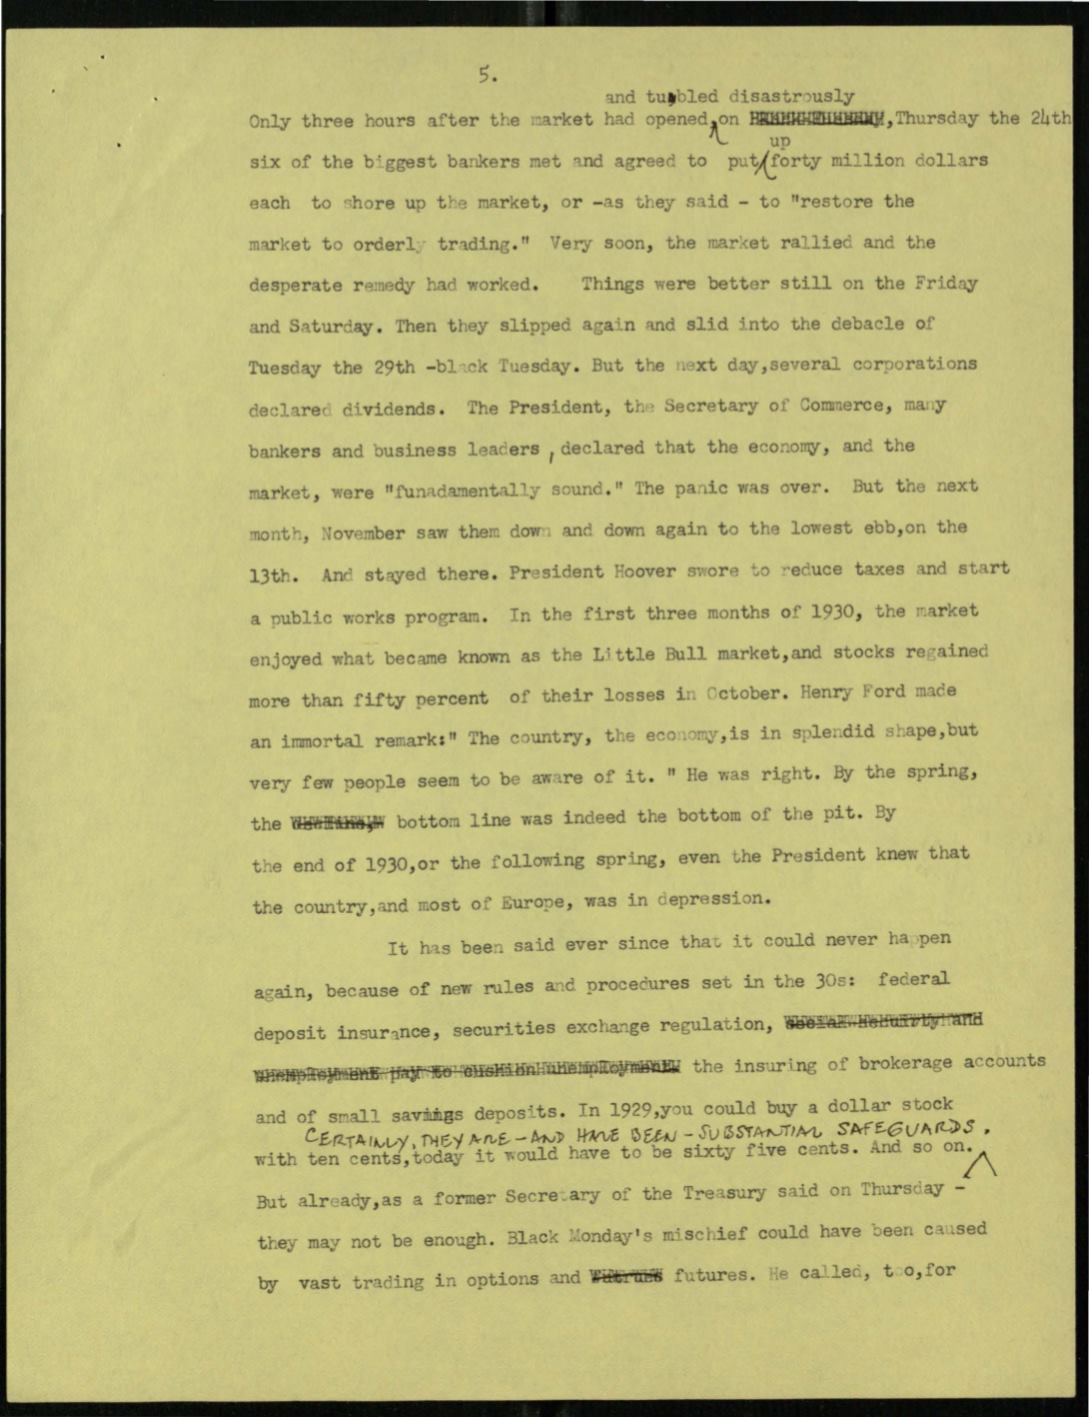 5.
and tumbled disastrously
Only three hours after the market had opened, on ,Thursday the 24th
up
six of the biggest bankers met and agreed to put forty million dollars
each to shore up the market, or -as they said - to "restore the
market to orderly trading." Very soon, the market rallied and the
desperate remedy had worked. Things were better still on the Friday
and Saturday. Then they slipped again and slid into the debacle of
Tuesday the 29th -black Tuesday. But the next day,several corporations
declared dividends. The President, the Secretary of Commerce, many
bankers and business leaders , declared that the economy, and the
market, were "funadamentally sound." The panic was over. But the next
month, November saw them down and down again to the lowest ebb,on the
13th. And stayed there. President Hoover swore to reduce taxes and start
a public works program. In the first three months of 1930, the market
enjoyed what became known as the Little Bull market,and stocks regained
more than fifty percent of their losses in October. Henry Ford made
an immortal remark:" The country, the economy,is in splendid shape,but
very few people seem to be aware of it. " He was right. By the spring,
the bottom line was indeed the bottom of the pit. By
the end of 1930,or the following spring, even the President knew that
the country,and most of Europe, was in depression.
It has been said ever since that it could never happen
again, because of new rules and procedures set in the 30s: federal
deposit insurance, securities exchange regulation, social security and
unemployment pay to cushion unemployment the insuring of brokerage accounts
and of small savings deposits. In 1929,you could buy a dollar stock
CERTAINLY, THEY ARE - AND HAVE BEEN - SUBSTANTIAL SAFEGUARDS.
with ten cents,today it would have to be sixty five cents. And so on.
But already,as a former Secretary of the Treasury said on Thursday -
they may not be enough. Black Monday's mischief could have been caused
by vast trading in options and futures. He called, too,for